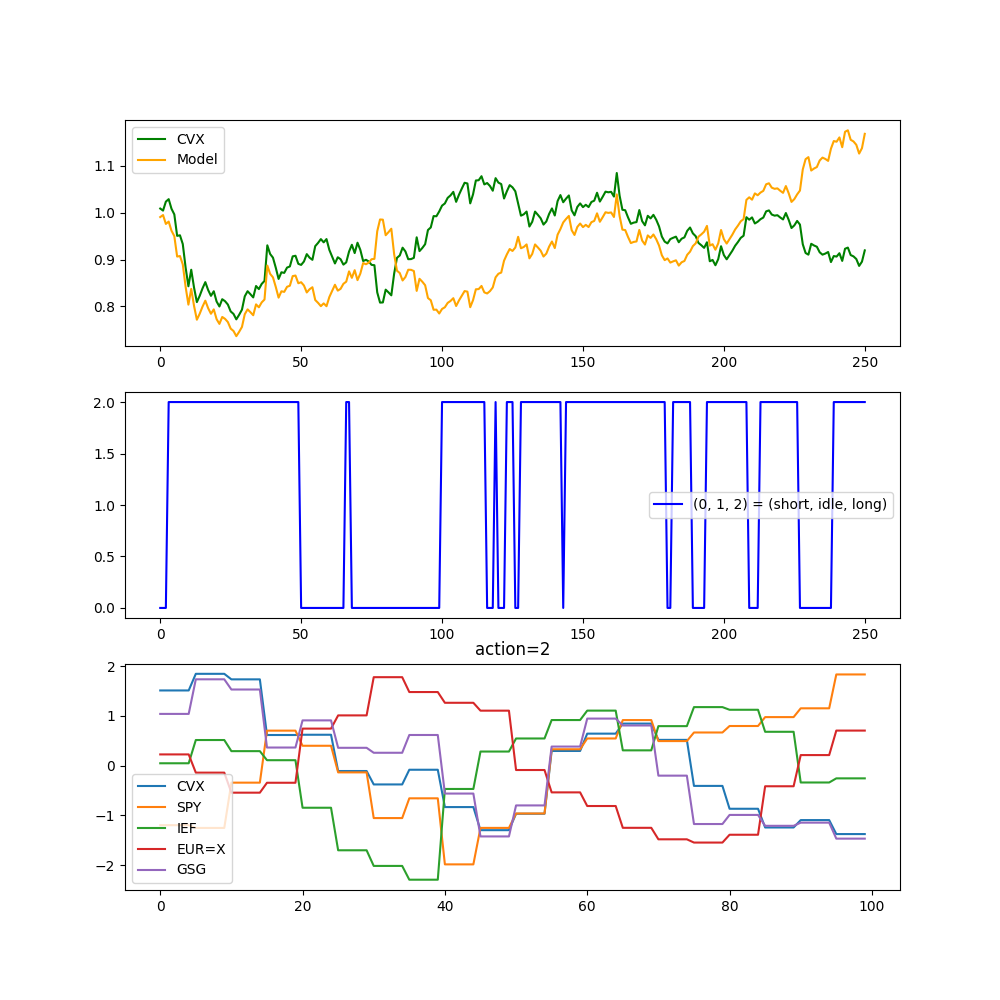 CVX
Model
1.1
1.0
0.9
0.8
0 50 100 150 200 250
2.0
1.5
1.0
0.5
0.0
(0, 1, 2) = (short, idle, long)
0 50 100 150 200 250
action=2
2
1
0
−1
−2
CVX
SPY
IEF
EUR=X
GSG
0 20 40 60 80 100